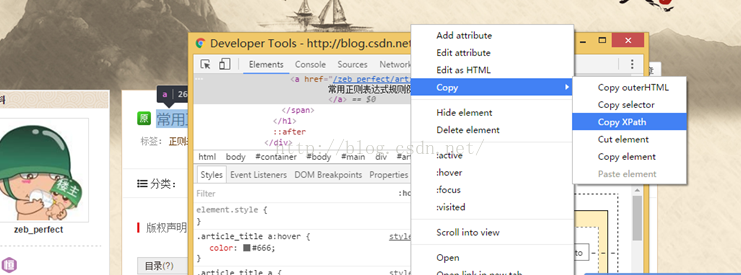 Developer Tools - http://blog.csdn.net
Elements Console Sources
<a href="/zeb_perfect/art
常用正则表达式规则
</a> == $0
</span>
</h1>
::after
</div>
html body #container #body #main
Styles Event Listeners DOM Breakpoints Properties
Filter
:ho
element.style {
}
.article_title a:hover {
style
color: #666;
}
.article_title a {
style
Add attribute
Edit attribute
Edit as HTML
Copy
Hide element
Delete element
:active
:hover
:focus
:visited
Scroll into view
Open
Open link in new tab
Copy outerHTML
Copy selector
Copy XPath
Cut element
Copy element
Paste element
http://blog.csdn.net/
a 26
原 常用
标签： 正则
分类：
版权声明
目录(?)
zeb_perfect